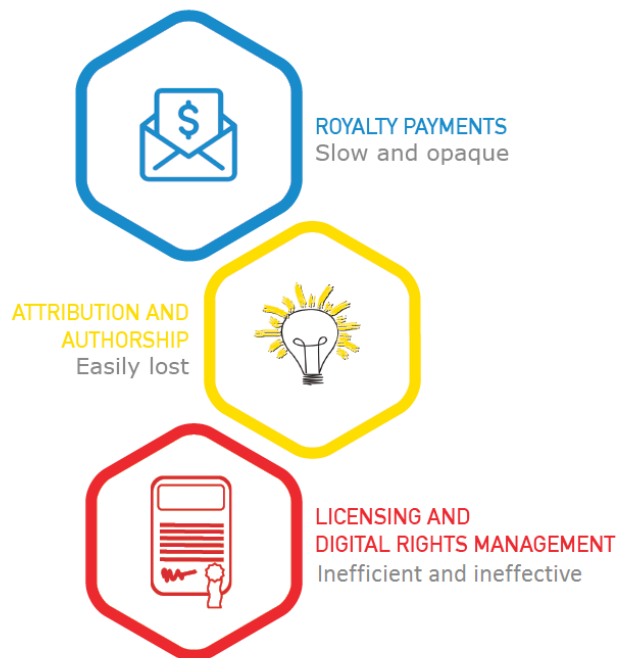 $
ROYALTY PAYMENTS
Slow and opaque
ATTRIBUTION AND
AUTHORSHIP
Easily lost
LICENSING AND
DIGITAL RIGHTS MANAGEMENT
Inefficient and ineffective